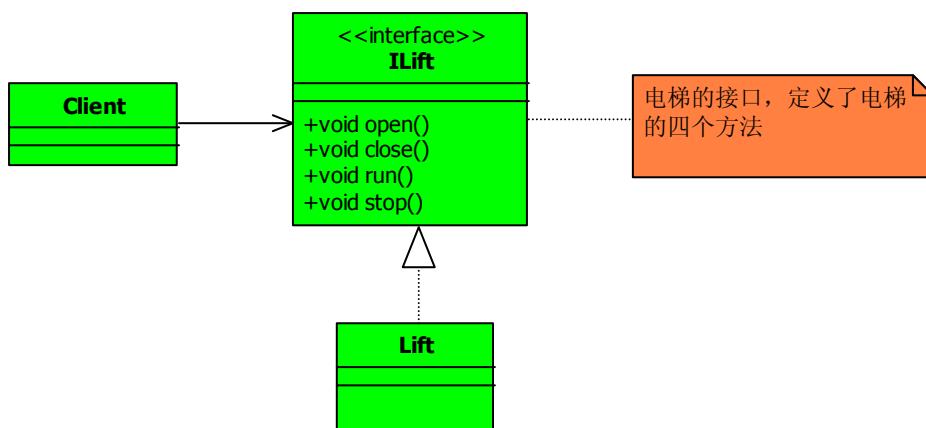 <<interface>>
ILift
Client
+void open()
+void close()
+void run()
+void stop()
电梯的接口，定义了电梯
的四个方法
Lift